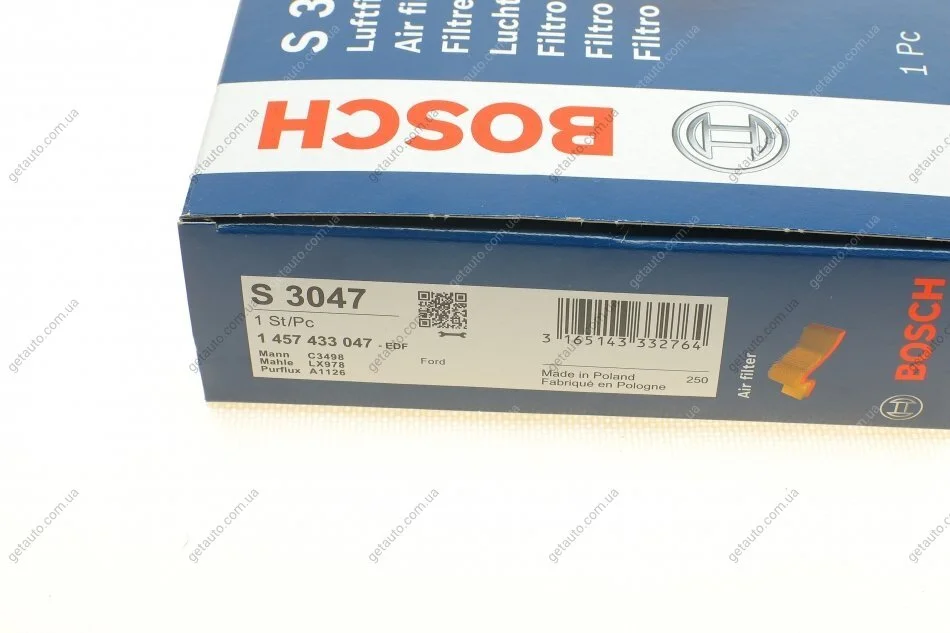 S 3
Luftfi
Air fi
Filtre
Lucht
Filtro
Filtro
Filtro
1 Pc
BOSCH
S 3047
1 St/Pc
1 457 433 047 - EDF
Mann C3498
Mahle LX978
Purflux A1126
Ford
3 165143 332764
Made in Poland
Fabriqué en Pologne
250
Air filter
BOSCH
getauto.com.ua